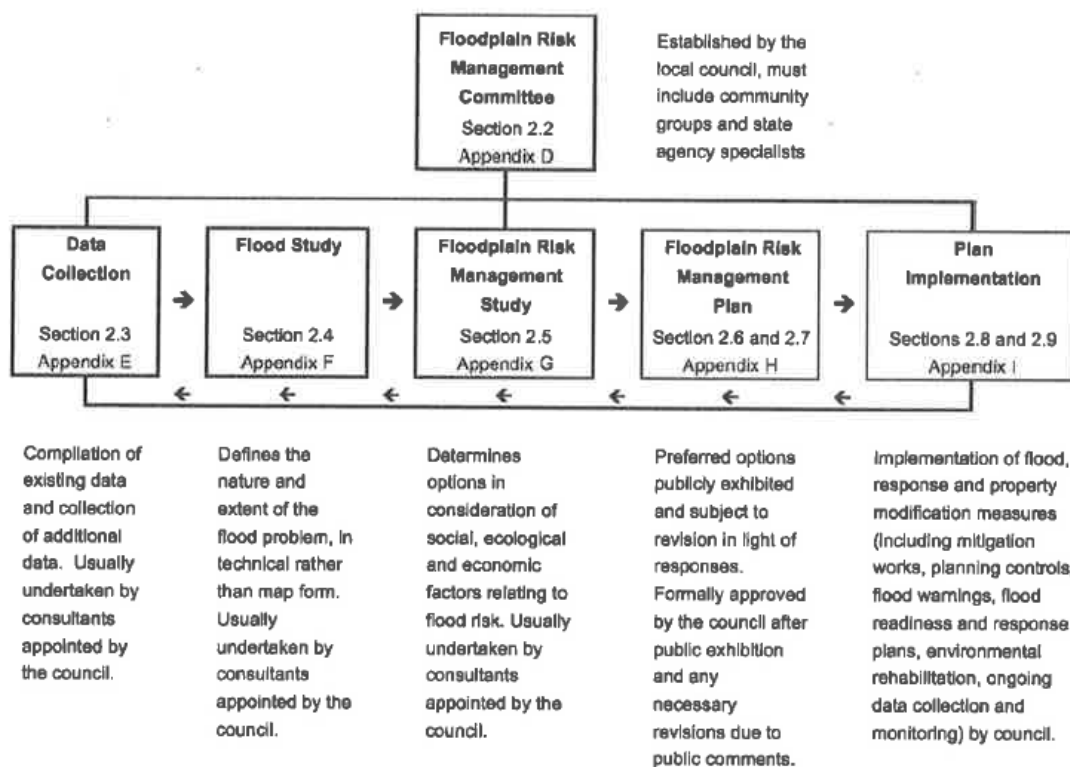 Floodplain Risk
Management
Committee
Section 2.2
Appendix D
Established by the
local council, must
include community
groups and state
agency specialists
Data
Collection
Section 2.3
Appendix E
Flood Study
Section 2.4
Appendix F
Floodplain Risk
Management
Study
Section 2.5
Appendix G
Floodplain Risk
Management
Plan
Section 2.6 and 2.7
Appendix H
Plan
Implementation
Sections 2.8 and 2.9
Appendix I
Compilation of
existing data
and collection
of additional
data. Usually
undertaken by
consultants
appointed by
the council.
Defines the
nature and
extent of the
flood problem, in
technical rather
than map form.
Usually
undertaken by
consultants
appointed by the
council.
Determines
options in
consideration of
social, ecological
and economic
factors relating to
flood risk. Usually
undertaken by
consultants
appointed by the
council.
Preferred options
publicly exhibited
and subject to
revision in light of
responses.
Formally approved
by the council after
public exhibition
and any
necessary
revisions due to
public comments.
Implementation of flood,
response and property
modification measures
(including mitigation
works, planning controls,
flood warnings, flood
readiness and response
plans, environmental
rehabilitation, ongoing
data collection and
monitoring) by council.